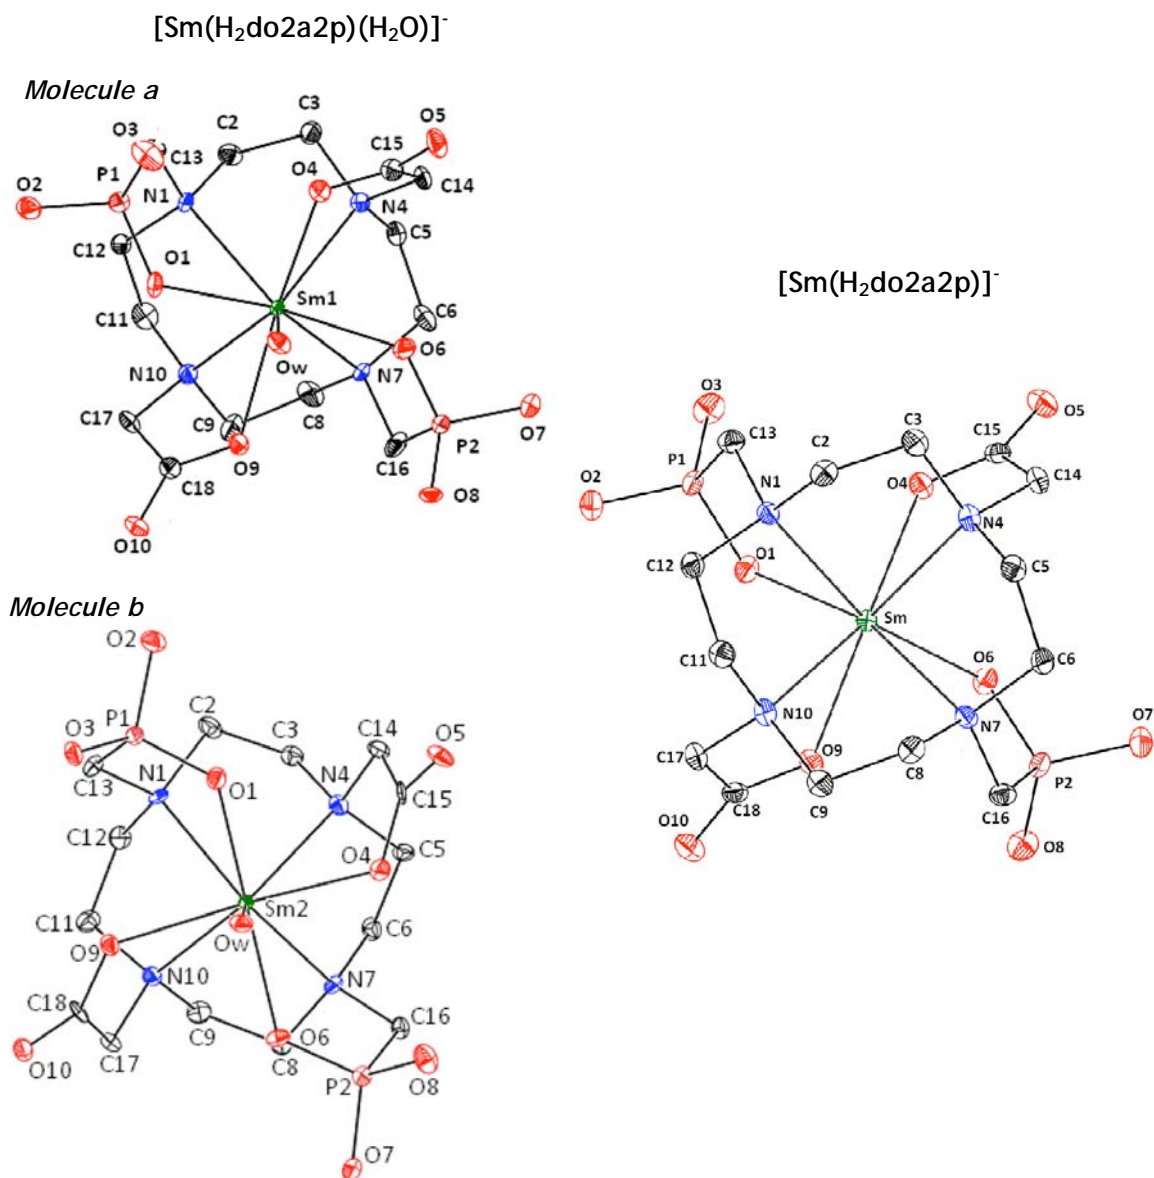 [Sm(H₂do2a2p)(H₂O)]⁻
Molecule a
C3
O5
C2
O3
C15
C13
O4
C14
P1
O2
N1
N4
C5
C12
O1
Sm1
C6
C11
Ow
O6
N10
N7
C17
C9
C8
P2
O7
O9
C16
C18
O8
O10
[Sm(H₂do2a2p)]⁻
O3
O5
C3
C13
C15
C2
P1
O4
C14
O2
N1
N4
O1
C12
C5
Sm
C11
O6
C6
N10
N7
O7
C17
O9
C8
P2
C18
C9
C16
O10
O8
Molecule b
O2
C2
P1
C14
O5
O3
C3
N1
N4
C13
O1
C15
C12
O4
C5
Sm2
C11
C6
O9
Ow
N10
N7
C18
C9
O6
C16
O10
C17
C8
P2
O8
O7